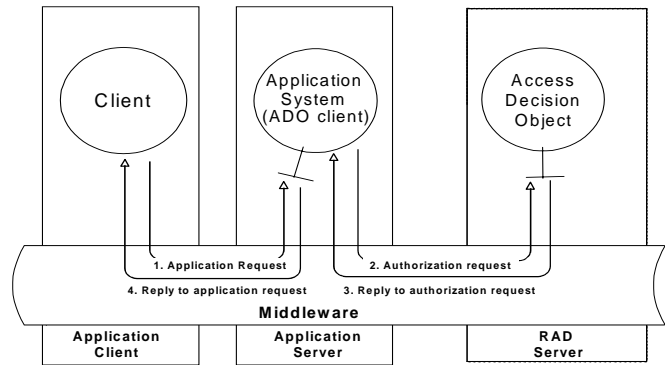 Client
Application
System
(ADO client)
Access
Decision
Object
1. Application Request
2. Authorization request
4. Reply to application request
3. Reply to authorization request
Middleware
Application
Client
Application
Server
RAD
Server